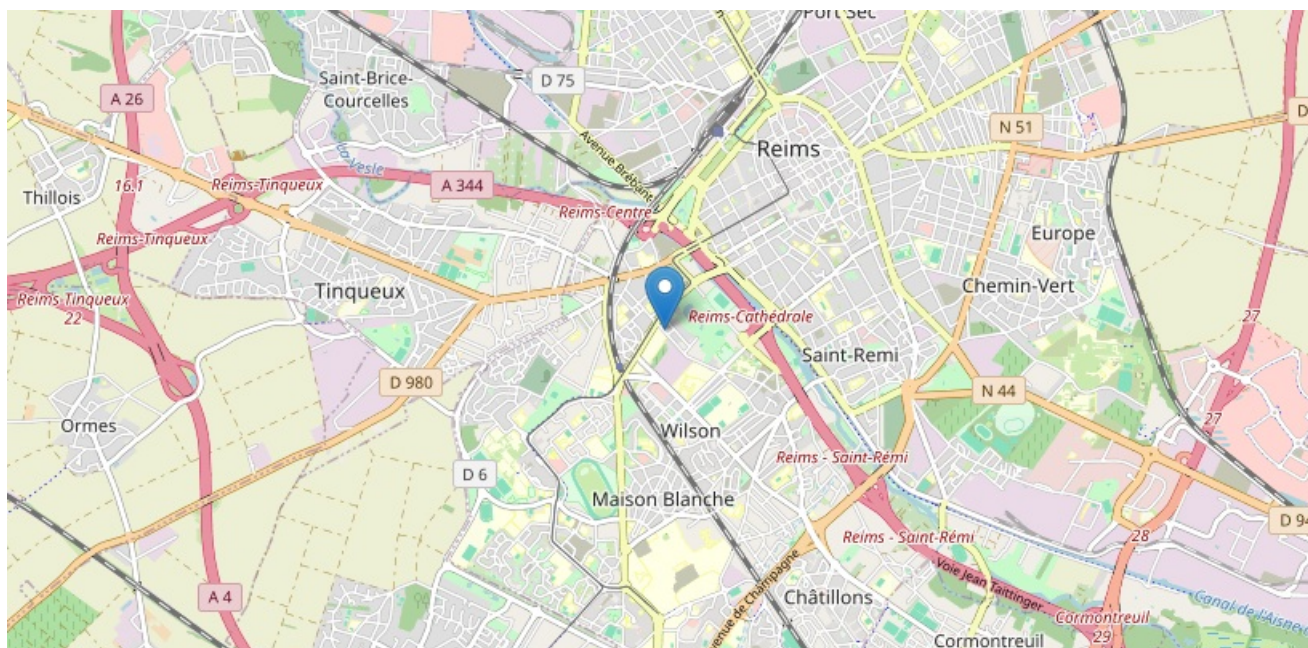 Port Sec
Saint-Brice-
Courcelles
D 75
A 26
N 51
D
Avenue Brébant
Reims
La Vesle
A 344
Thillois
16.1
Reims-Tinqueux
Reims-Centre
Reims-Tinqueux
Europe
Tinqueux
Chemin-Vert
Reims-Tinqueux
22
Reims-Cathédrale
27
Saint-Remi
D 980
N 44
Ormes
27
Wilson
Reims - Saint-Rémi
D 6
Maison Blanche
D 94
Reims - Saint-Rémi
28
Voie Jean Taittinger
A 4
Châtillons
venue de Champagne
Canal de l'Aisne
Cormontreuil
29
Cormontreuil